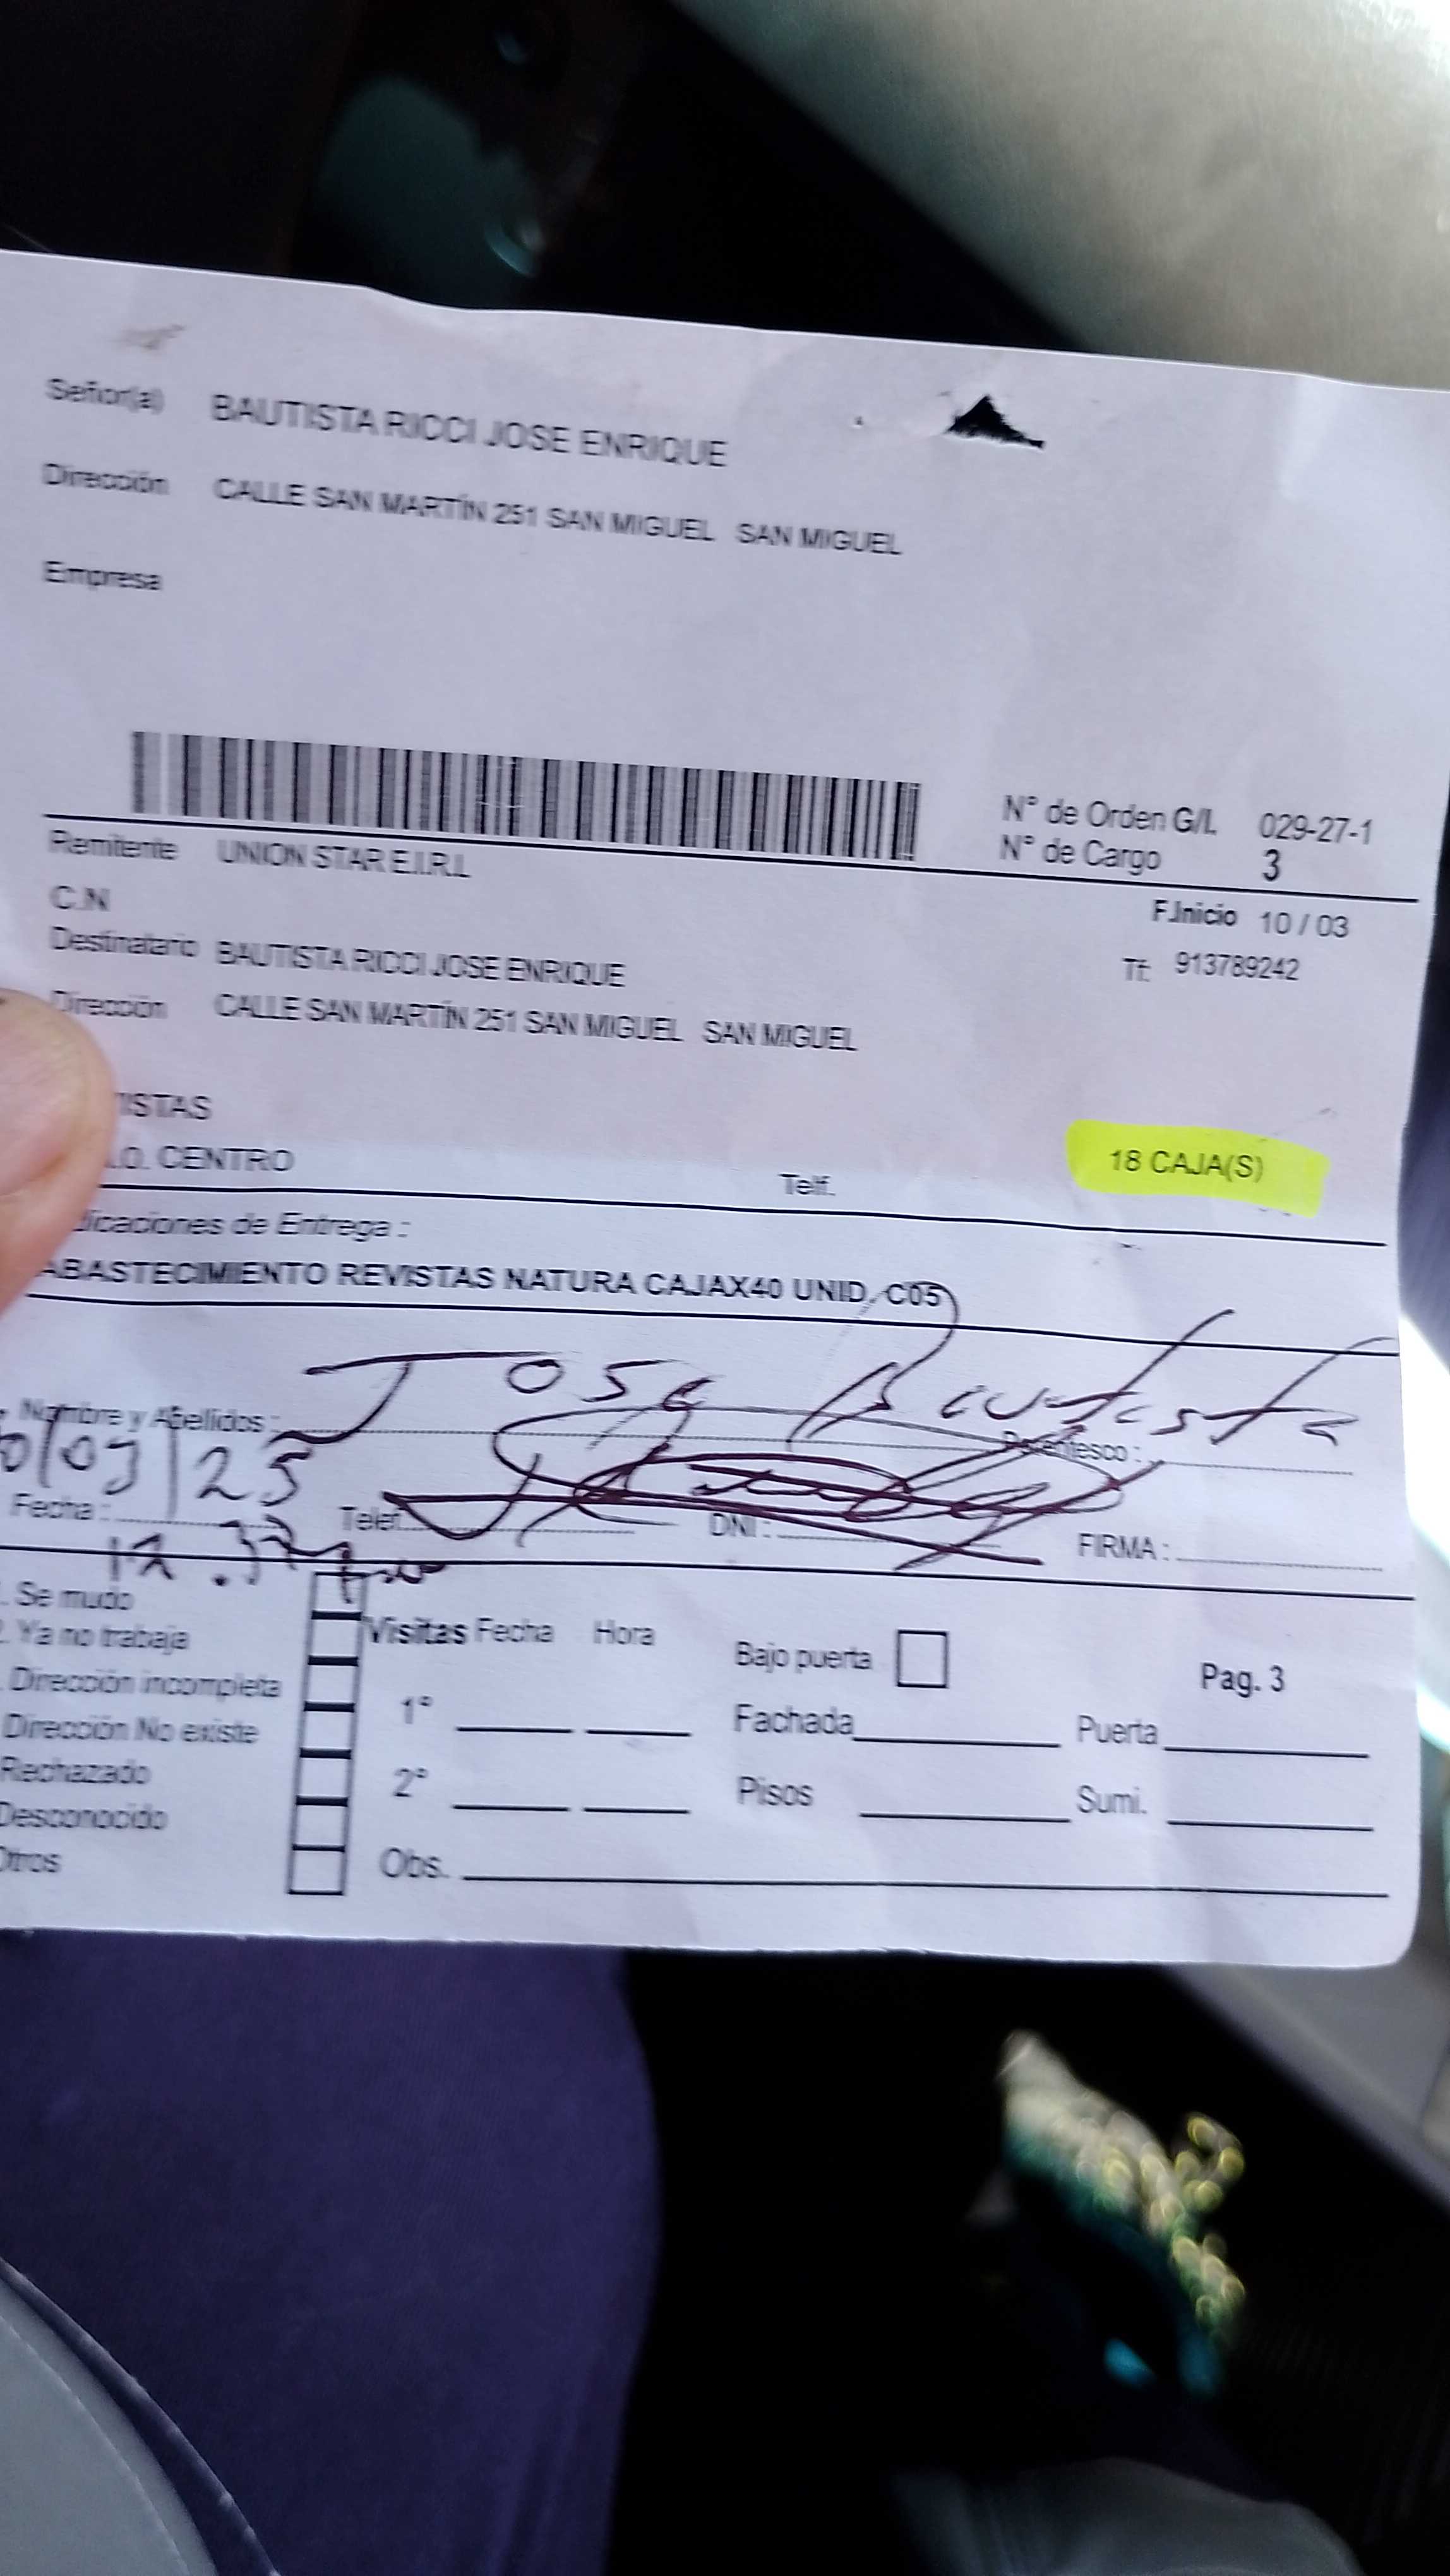 Señor(a) BAUTISTA RICCI JOSE ENRIQUE
Dirección CALLE SAN MARTÍN 251 SAN MIGUEL SAN MIGUEL
Empresa
N° de Orden G/L 029-27-1
N° de Cargo 3
Remitente UNION STAR E.I.R.L
C.N
F.Inicio 10 / 03
Destinatario BAUTISTA RICCI JOSE ENRIQUE
Tf: 913789242
Dirección CALLE SAN MARTÍN 251 SAN MIGUEL SAN MIGUEL
ISTAS
.O. CENTRO
Telf.
18 CAJA(S)
dicaciones de Entrega :
ABASTECIMIENTO REVISTAS NATURA CAJAX40 UNID. C05
Jose Bautista
Nombre y Apellidos :
Parentesco :
0/03/25
Fecha : Telef. DNI : FIRMA :
12.37
. Se mudo
. Ya no trabaja
. Dirección incompleta
Dirección No existe
Rechazado
Desconocido
Otros
Visitas Fecha Hora
1°
2°
Obs.
Bajo puerta
Fachada
Pisos
Pag. 3
Puerta
Sumi.